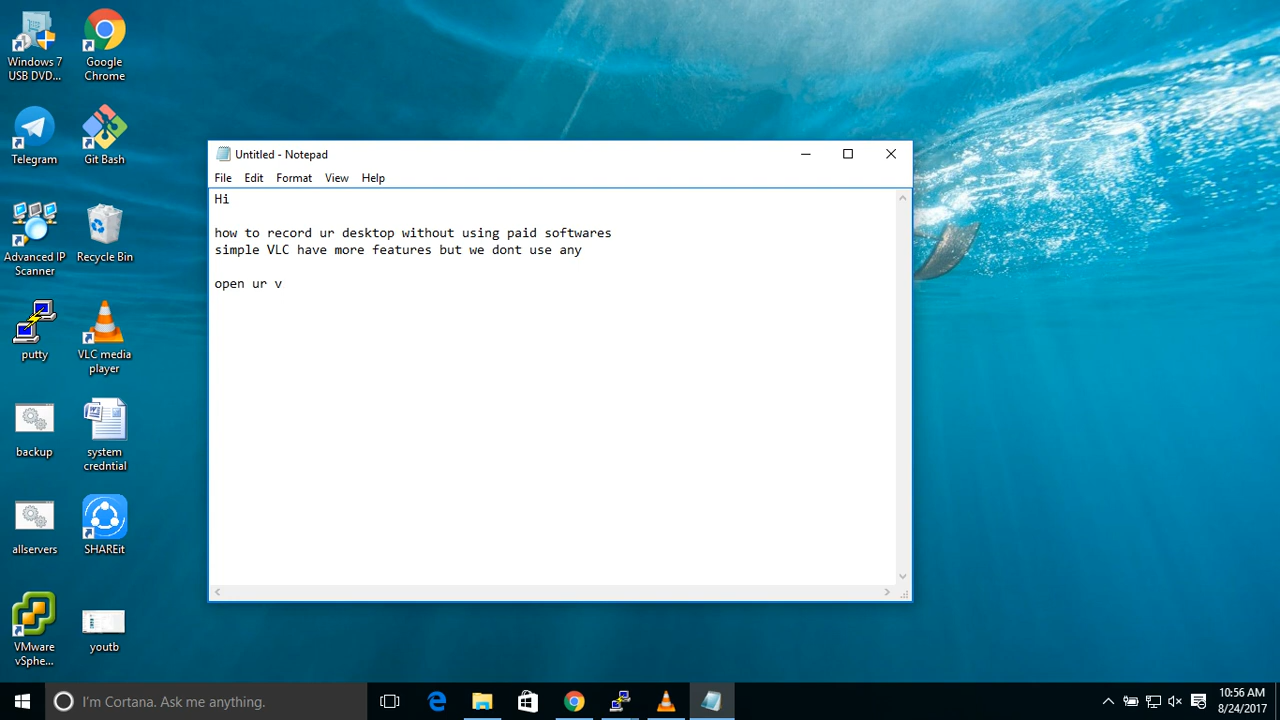 Windows 7
USB DVD...
Google
Chrome
Telegram
Git Bash
Advanced IP
Scanner
Recycle Bin
putty
VLC media
player
backup
system
credntial
allservers
SHAREit
VMware
vSphe...
youtb
Untitled - Notepad
File Edit Format View Help
Hi
how to record ur desktop without using paid softwares
simple VLC have more features but we dont use any
open ur v
I'm Cortana. Ask me anything.
10:56 AM
8/24/2017